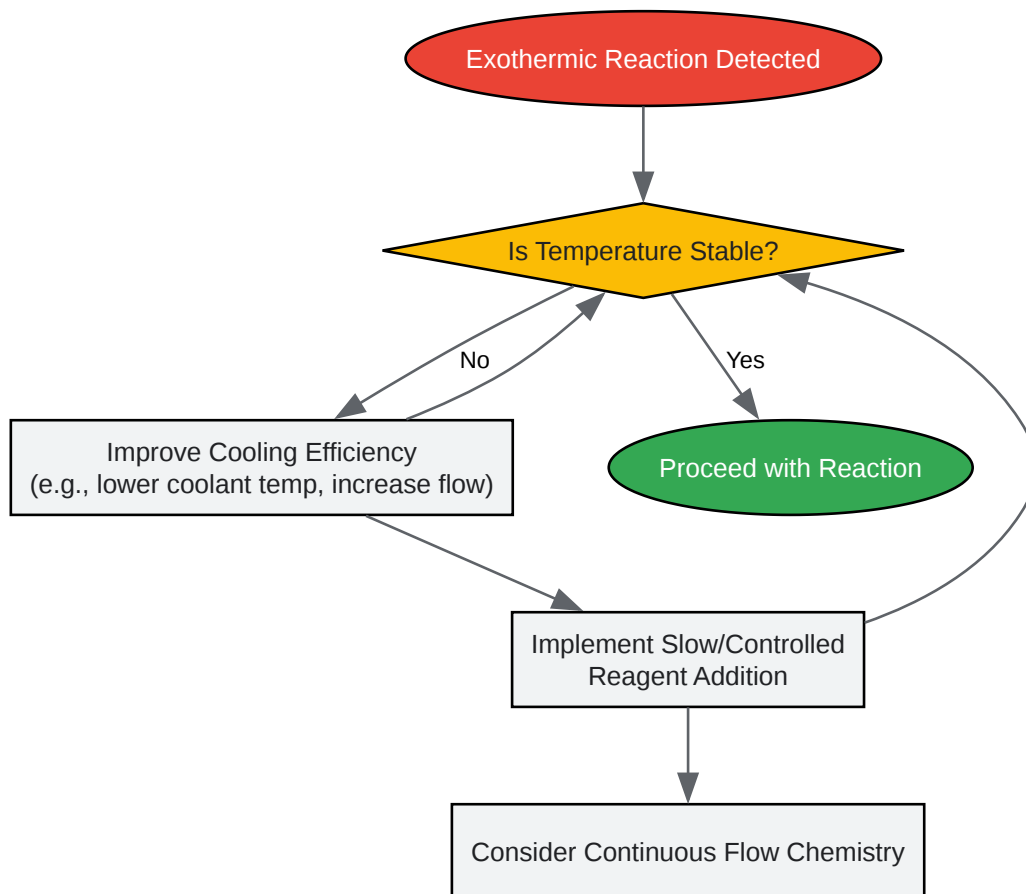 Exothermic Reaction Detected
Is Temperature Stable?
No
Yes
Improve Cooling Efficiency
(e.g., lower coolant temp, increase flow)
Proceed with Reaction
Implement Slow/Controlled
Reagent Addition
Consider Continuous Flow Chemistry